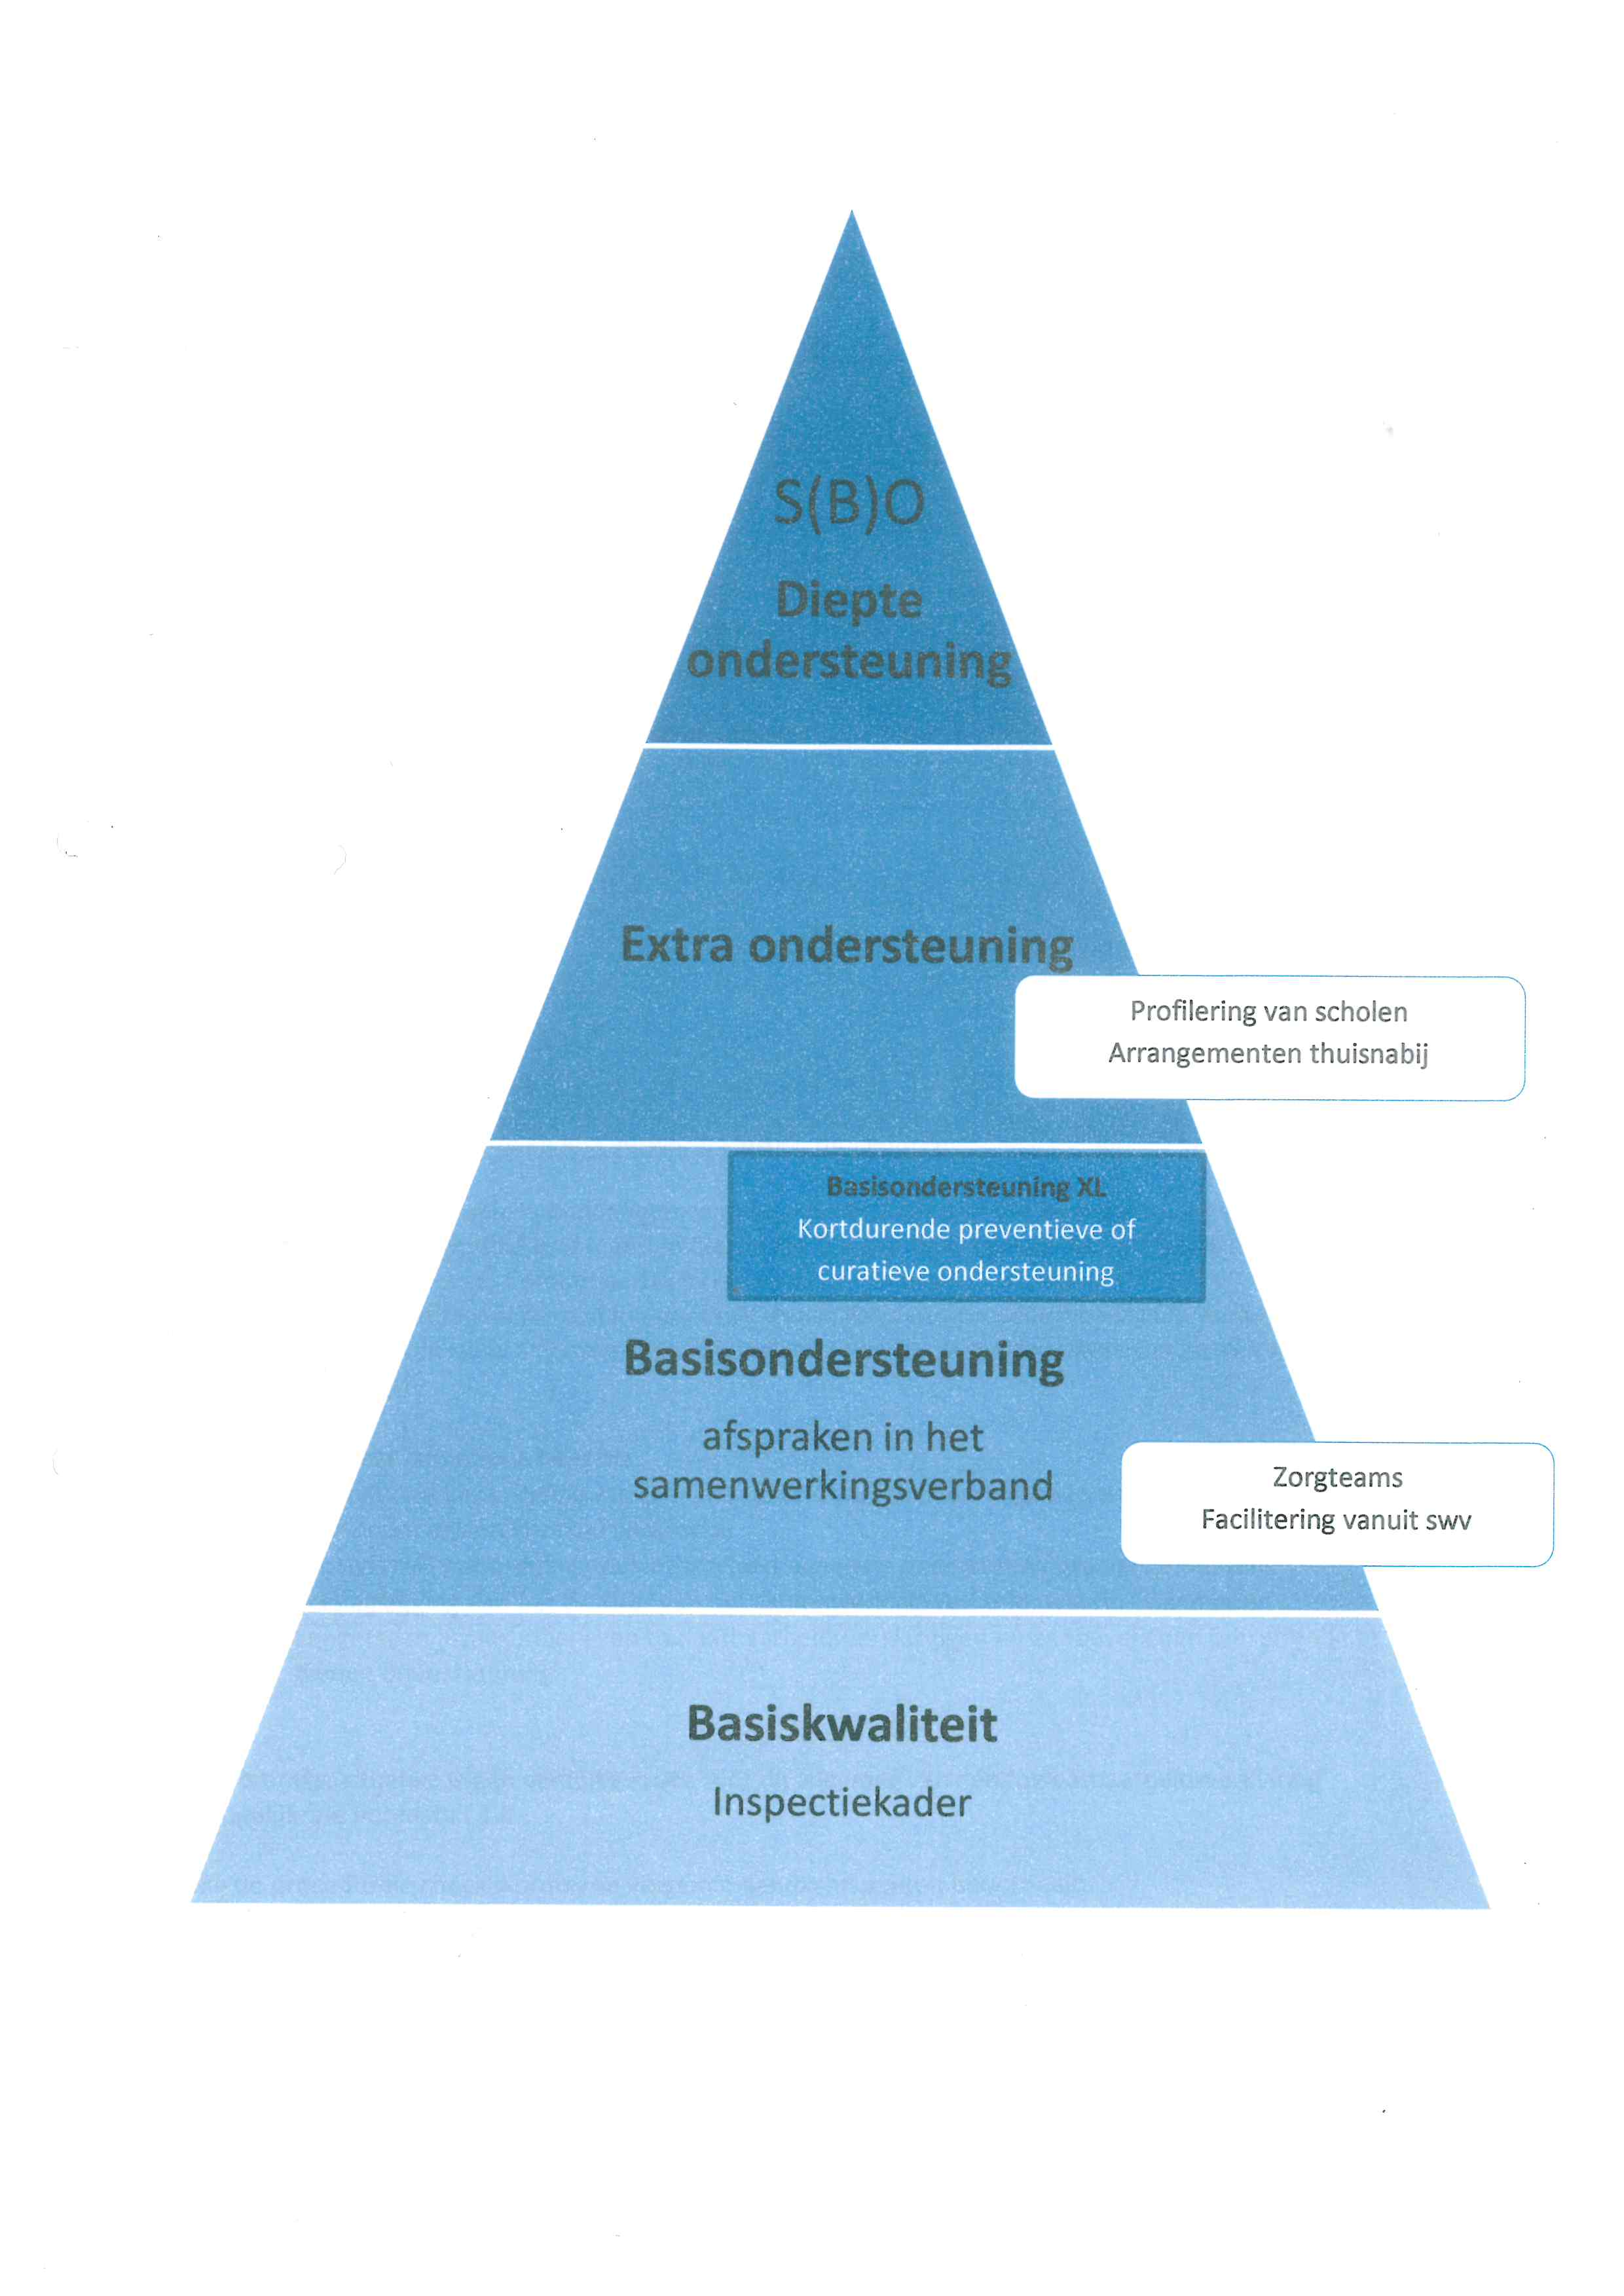 S(B)O
Diepte
ondersteuning
Extra ondersteuning
Profilering van scholen
Arrangementen thuisnabij
Basisondersteuning XL
Kortdurende preventieve of
curatieve ondersteuning
Basisondersteuning
afspraken in het
samenwerkingsverband
Zorgteams
Facilitering vanuit swv
Basiskwaliteit
Inspectiekader